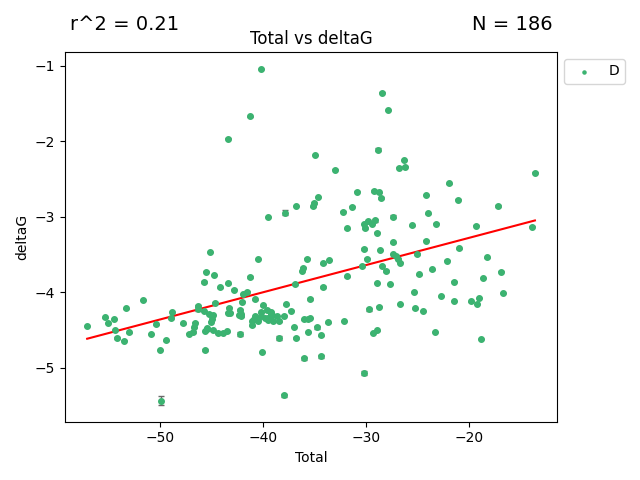 r^2 = 0.21 N = 186
Total vs deltaG
D
−1
−2
−3
−4
−5
deltaG
−50 −40 −30 −20
Total